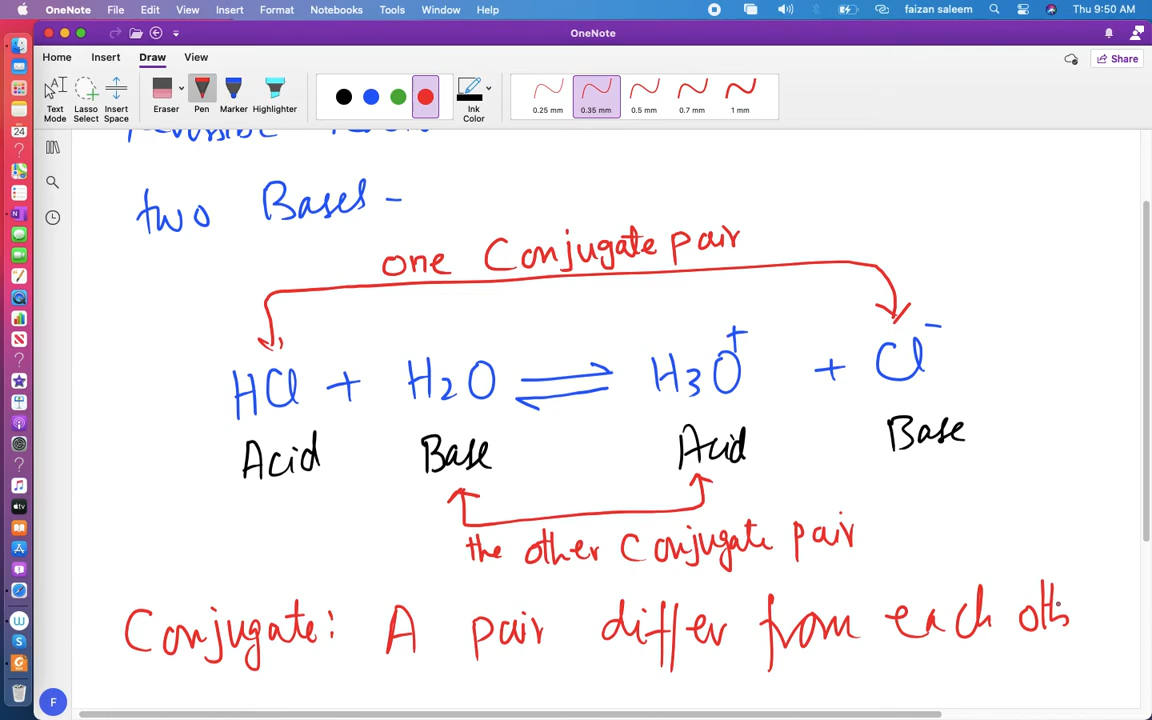 OneNote File Edit View Insert Format Notebooks Tools Window Help faizan saleem Thu 9:50 AM
OneNote
Home Insert Draw View Share
Text Mode Lasso Select Insert Space Eraser Pen Marker Highlighter Ink Color 0.25 mm 0.35 mm 0.5 mm 0.7 mm 1 mm
two Bases -
one Conjugate pair
HCl + H2O ⇌ H3O+ + Cl-
Acid Base Acid Base
the other Conjugate pair
Conjugate: A pair differ from each oth
F